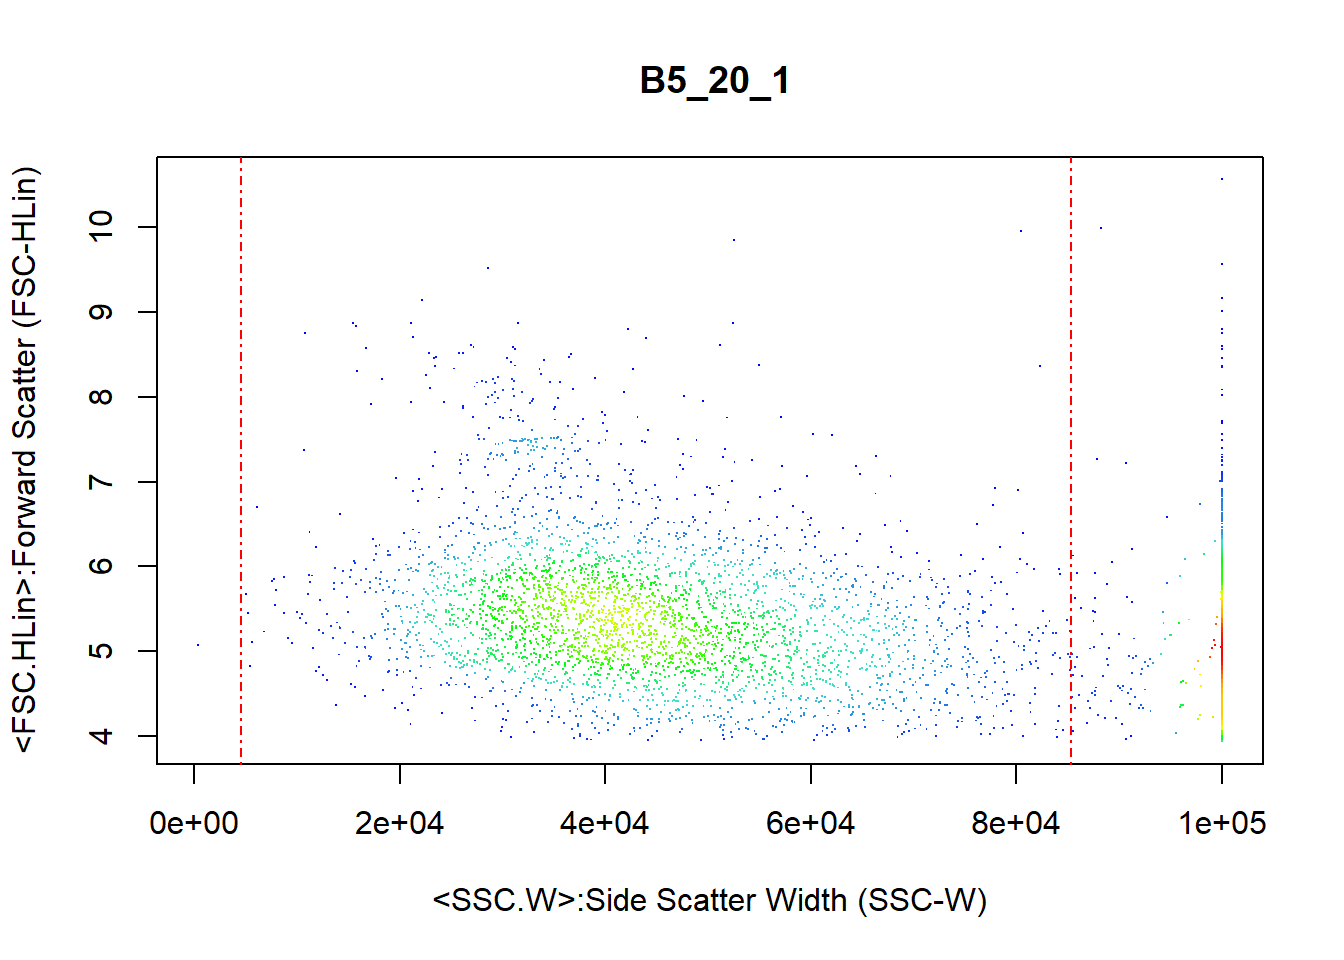 B5_20_1
<FSC.HLin>:Forward Scatter (FSC-HLin)
10
9
8
7
6
5
4
0e+00 2e+04 4e+04 6e+04 8e+04 1e+05
<SSC.W>:Side Scatter Width (SSC-W)